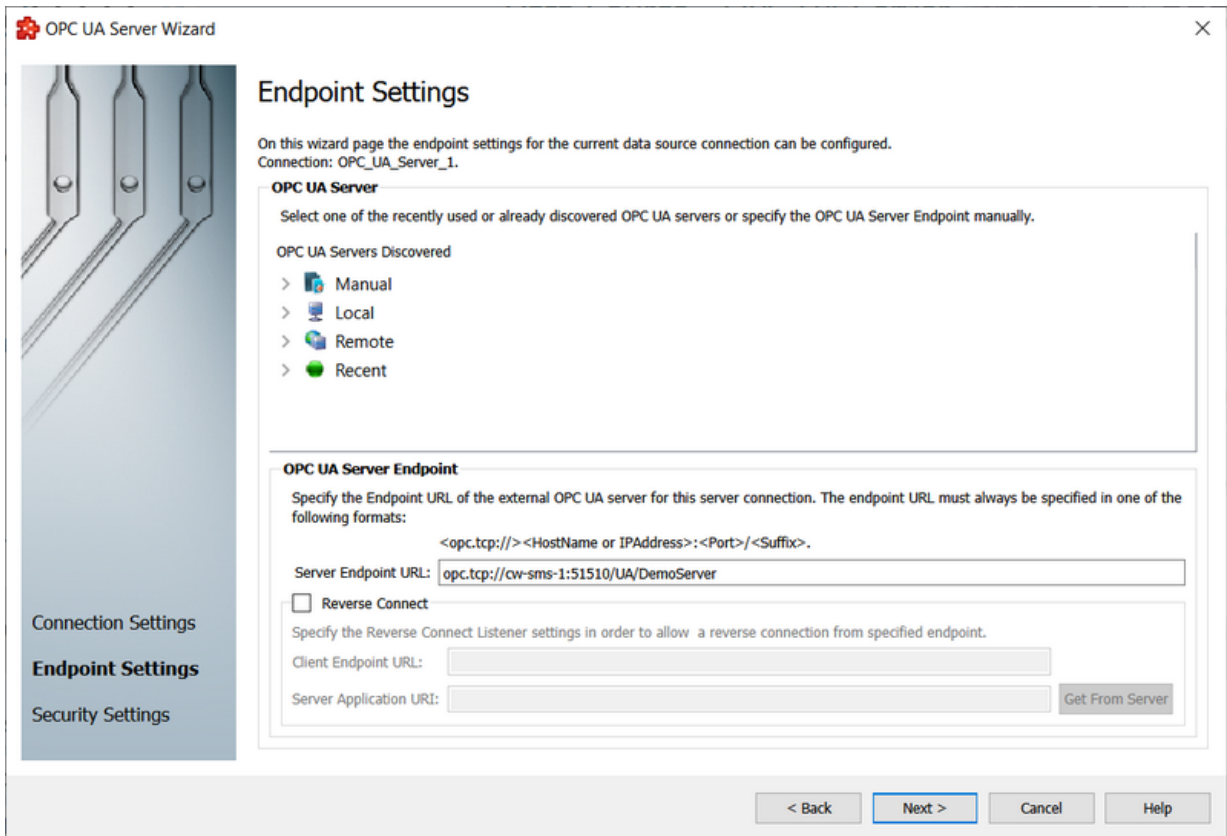 OPC UA Server Wizard
Endpoint Settings
On this wizard page the endpoint settings for the current data source connection can be configured.
Connection: OPC_UA_Server_1.
OPC UA Server
Select one of the recently used or already discovered OPC UA servers or specify the OPC UA Server Endpoint manually.
OPC UA Servers Discovered
Manual
Local
Remote
Recent
OPC UA Server Endpoint
Specify the Endpoint URL of the external OPC UA server for this server connection. The endpoint URL must always be specified in one of the
following formats:
<opc.tcp://><HostName or IPAddress>:<Port>/<Suffix>.
Server Endpoint URL: opc.tcp://cw-sms-1:51510/UA/DemoServer
Reverse Connect
Specify the Reverse Connect Listener settings in order to allow  a reverse connection from specified endpoint.
Client Endpoint URL:
Server Application URI: Get From Server
Connection Settings
Endpoint Settings
Security Settings
< Back Next > Cancel Help